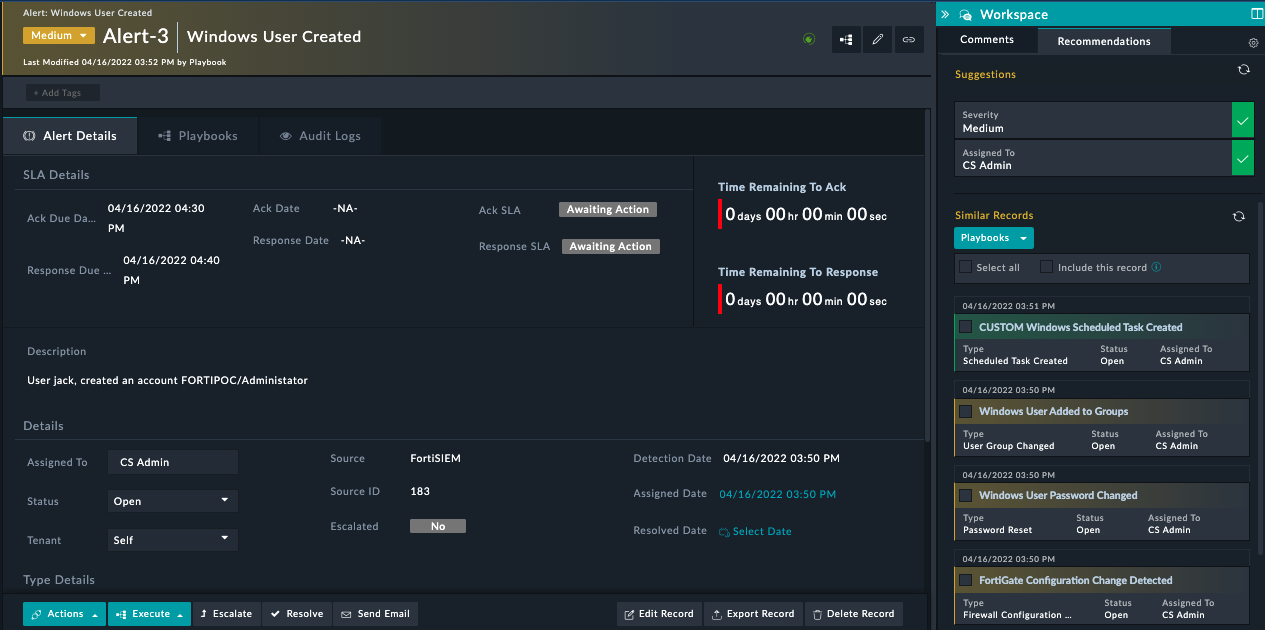 Alert: Windows User Created
Medium
Alert-3
Windows User Created
Last Modified 04/16/2022 03:52 PM by Playbook
+ Add Tags
Alert Details
Playbooks
Audit Logs
SLA Details
Ack Due Da...
04/16/2022 04:30
PM
Ack Date
-NA-
Ack SLA
Awaiting Action
Response Date
-NA-
Response SLA
Awaiting Action
Response Due ...
04/16/2022 04:40
PM
Time Remaining To Ack
0 days 00 hr 00 min 00 sec
Time Remaining To Response
0 days 00 hr 00 min 00 sec
Description
User jack, created an account FORTIPOC/Administator
Details
Assigned To
CS Admin
Source
FortiSIEM
Detection Date
04/16/2022 03:50 PM
Status
Open
Source ID
183
Assigned Date
04/16/2022 03:50 PM
Tenant
Self
Escalated
No
Resolved Date
Select Date
Type Details
Actions
Execute
Escalate
Resolve
Send Email
Edit Record
Export Record
Delete Record
Workspace
Comments
Recommendations
Suggestions
Severity
Medium
Assigned To
CS Admin
Similar Records
Playbooks
Select all
Include this record
04/16/2022 03:51 PM
CUSTOM Windows Scheduled Task Created
Type
Status
Assigned To
Scheduled Task Created
Open
CS Admin
04/16/2022 03:50 PM
Windows User Added to Groups
Type
Status
Assigned To
User Group Changed
Open
CS Admin
04/16/2022 03:50 PM
Windows User Password Changed
Type
Status
Assigned To
Password Reset
Open
CS Admin
04/16/2022 03:50 PM
FortiGate Configuration Change Detected
Type
Status
Assigned To
Firewall Configuration ...
Open
CS Admin